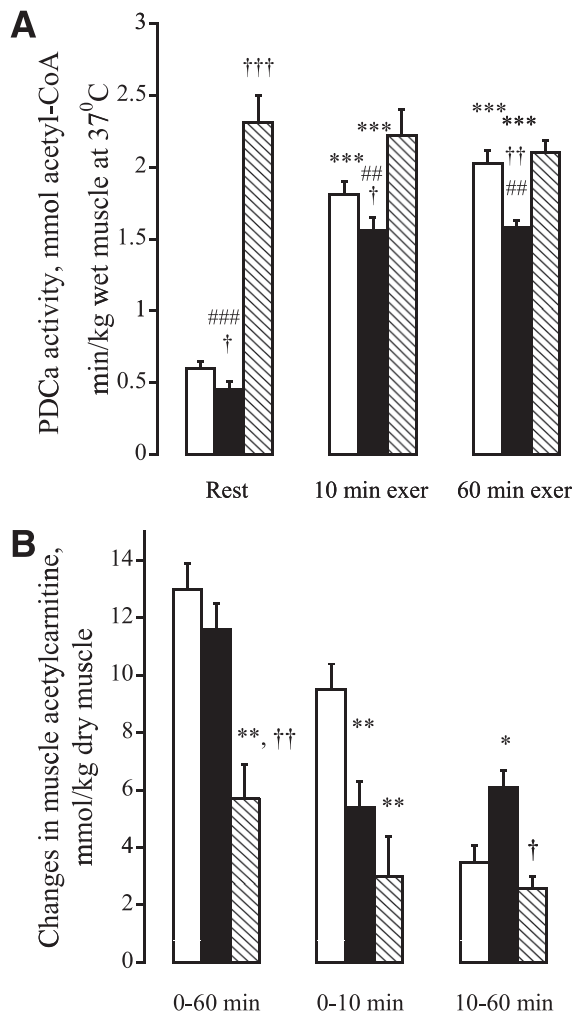 A
PDCa activity, mmol acetyl-CoA
min/kg wet muscle at 37⁰C
3
2.5
2
1.5
1
0.5
0
†††
###
†
***
***
##
†
***
***
††
##
Rest
10 min exer
60 min exer
B
Changes in muscle acetylcarnitine,
mmol/kg dry muscle
14
12
10
8
6
4
2
0
**, ††
**
**
*
†
0-60 min
0-10 min
10-60 min